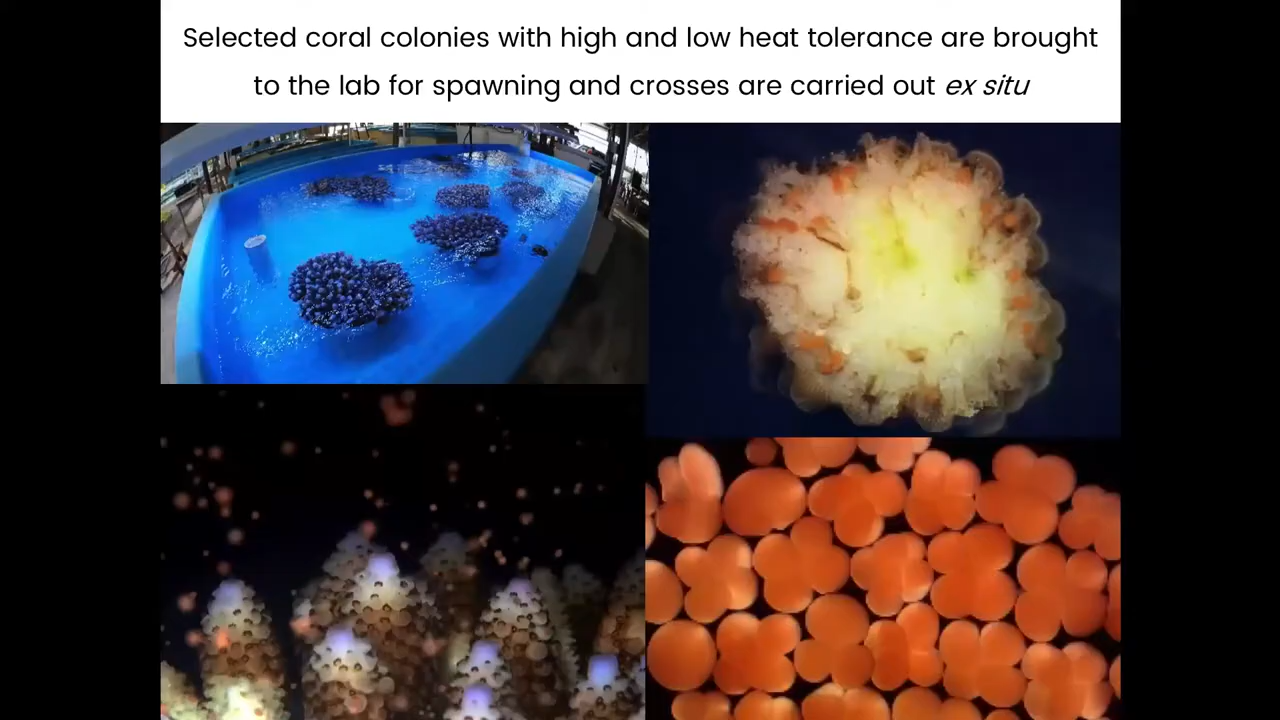 Selected coral colonies with high and low heat tolerance are brought
to the lab for spawning and crosses are carried out ex situ